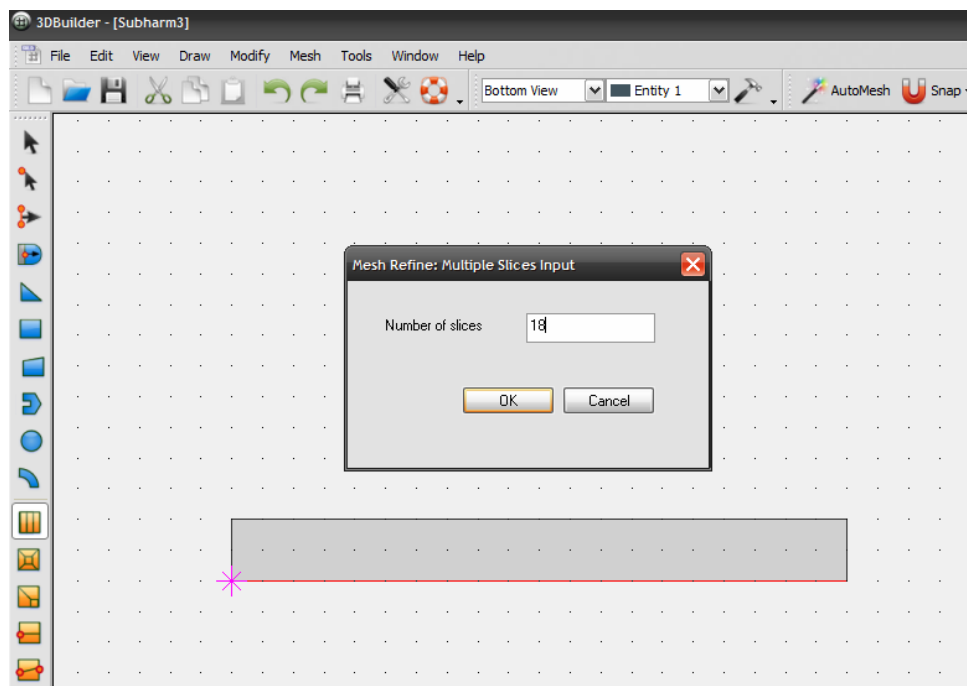 3DBuilder - [Subharm3]
File Edit View Draw Modify Mesh Tools Window Help
Bottom View Entity 1 AutoMesh Snap
Mesh Refine: Multiple Slices Input
Number of slices 18
OK Cancel